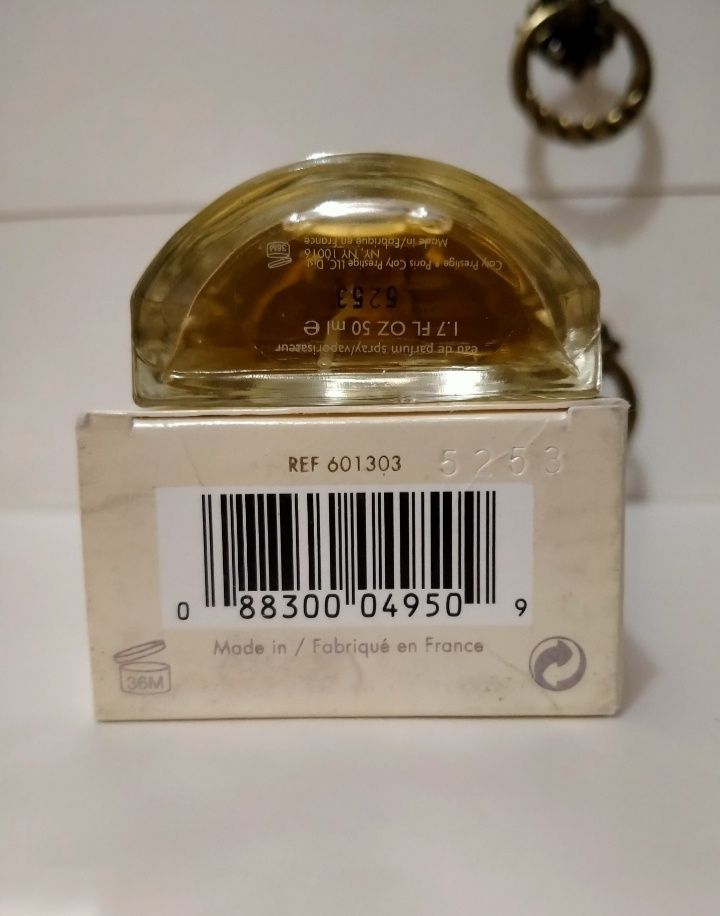 Coty Prestige • Paris Coty Prestige LLC, Dist.
NY, NY 10016
Made in/Fabriqué en France
36M
5253
1.7 FL OZ 50 ml e
eau de parfum spray/vaporisateur
REF 601303
5253
0 88300 04950 9
Made in / Fabriqué en France
36M